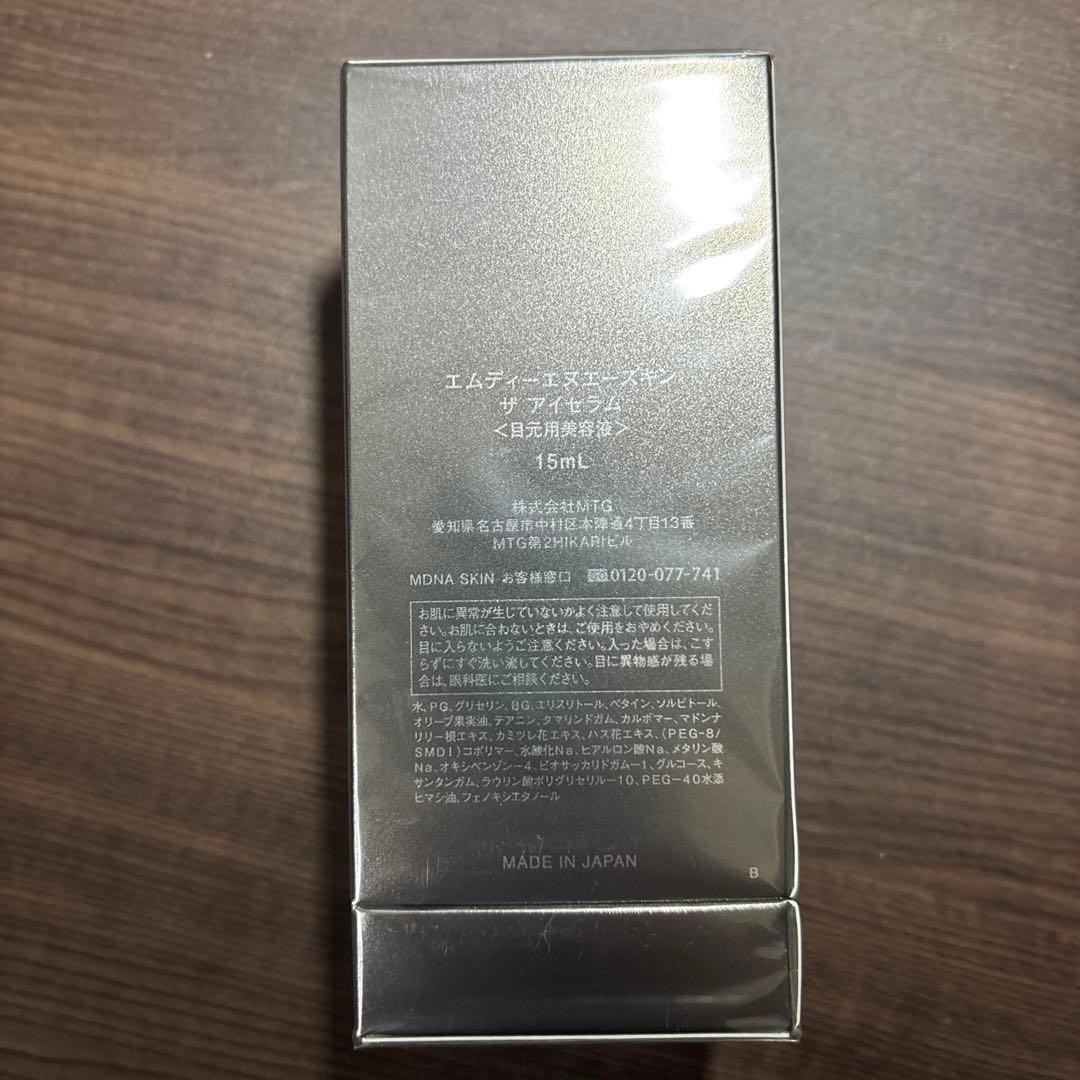 エムディーエヌエースキン
ザ アイセラム
<目元用美容液>
15mL
株式会社MTG
愛知県名古屋市中村区本陣通4丁目13番
MTG第2HIKARIビル
MDNA SKIN お客様窓口 0120-077-741
お肌に異常が生じていないかよく注意して使用してくだ
さい。お肌に合わないときは、ご使用をおやめください。
目に入らないようご注意ください。入った場合は、こす
らずにすぐ洗い流してください。目に異物感が残る場
合は、眼科医にご相談ください。
水、PG、グリセリン、BG、エリスリトール、ベタイン、ソルビトール、
オリーブ果実油、テアニン、タマリンドガム、カルボマー、マドンナ
リリー根エキス、カミツレ花エキス、ハス花エキス、(PEG-8/
SMDI)コポリマー、水酸化Na、ヒアルロン酸Na、メタリン酸
Na、オキシベンゾン-4、ビオサッカリドガム-1、グルコース、キ
サンタンガム、ラウリン酸ポリグリセリル-10、PEG-40水添
ヒマシ油、フェノキシエタノール
MADE IN JAPAN
B